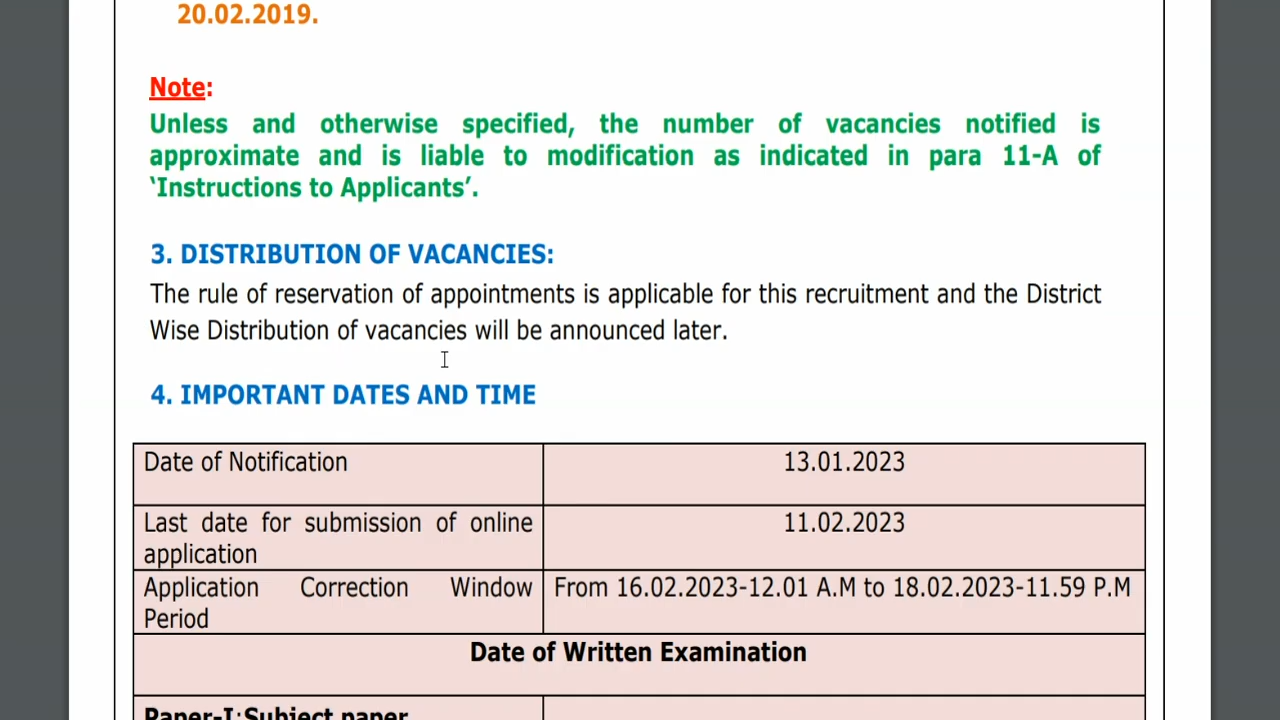 20.02.2019.
Note:
Unless and otherwise specified, the number of vacancies notified is
approximate and is liable to modification as indicated in para 11-A of
‘Instructions to Applicants’.
3. DISTRIBUTION OF VACANCIES:
The rule of reservation of appointments is applicable for this recruitment and the District
Wise Distribution of vacancies will be announced later.
4. IMPORTANT DATES AND TIME
Date of Notification 13.01.2023
Last date for submission of online 11.02.2023
application
Application Correction Window From 16.02.2023-12.01 A.M to 18.02.2023-11.59 P.M
Period
Date of Written Examination
Paper-I:Subject paper